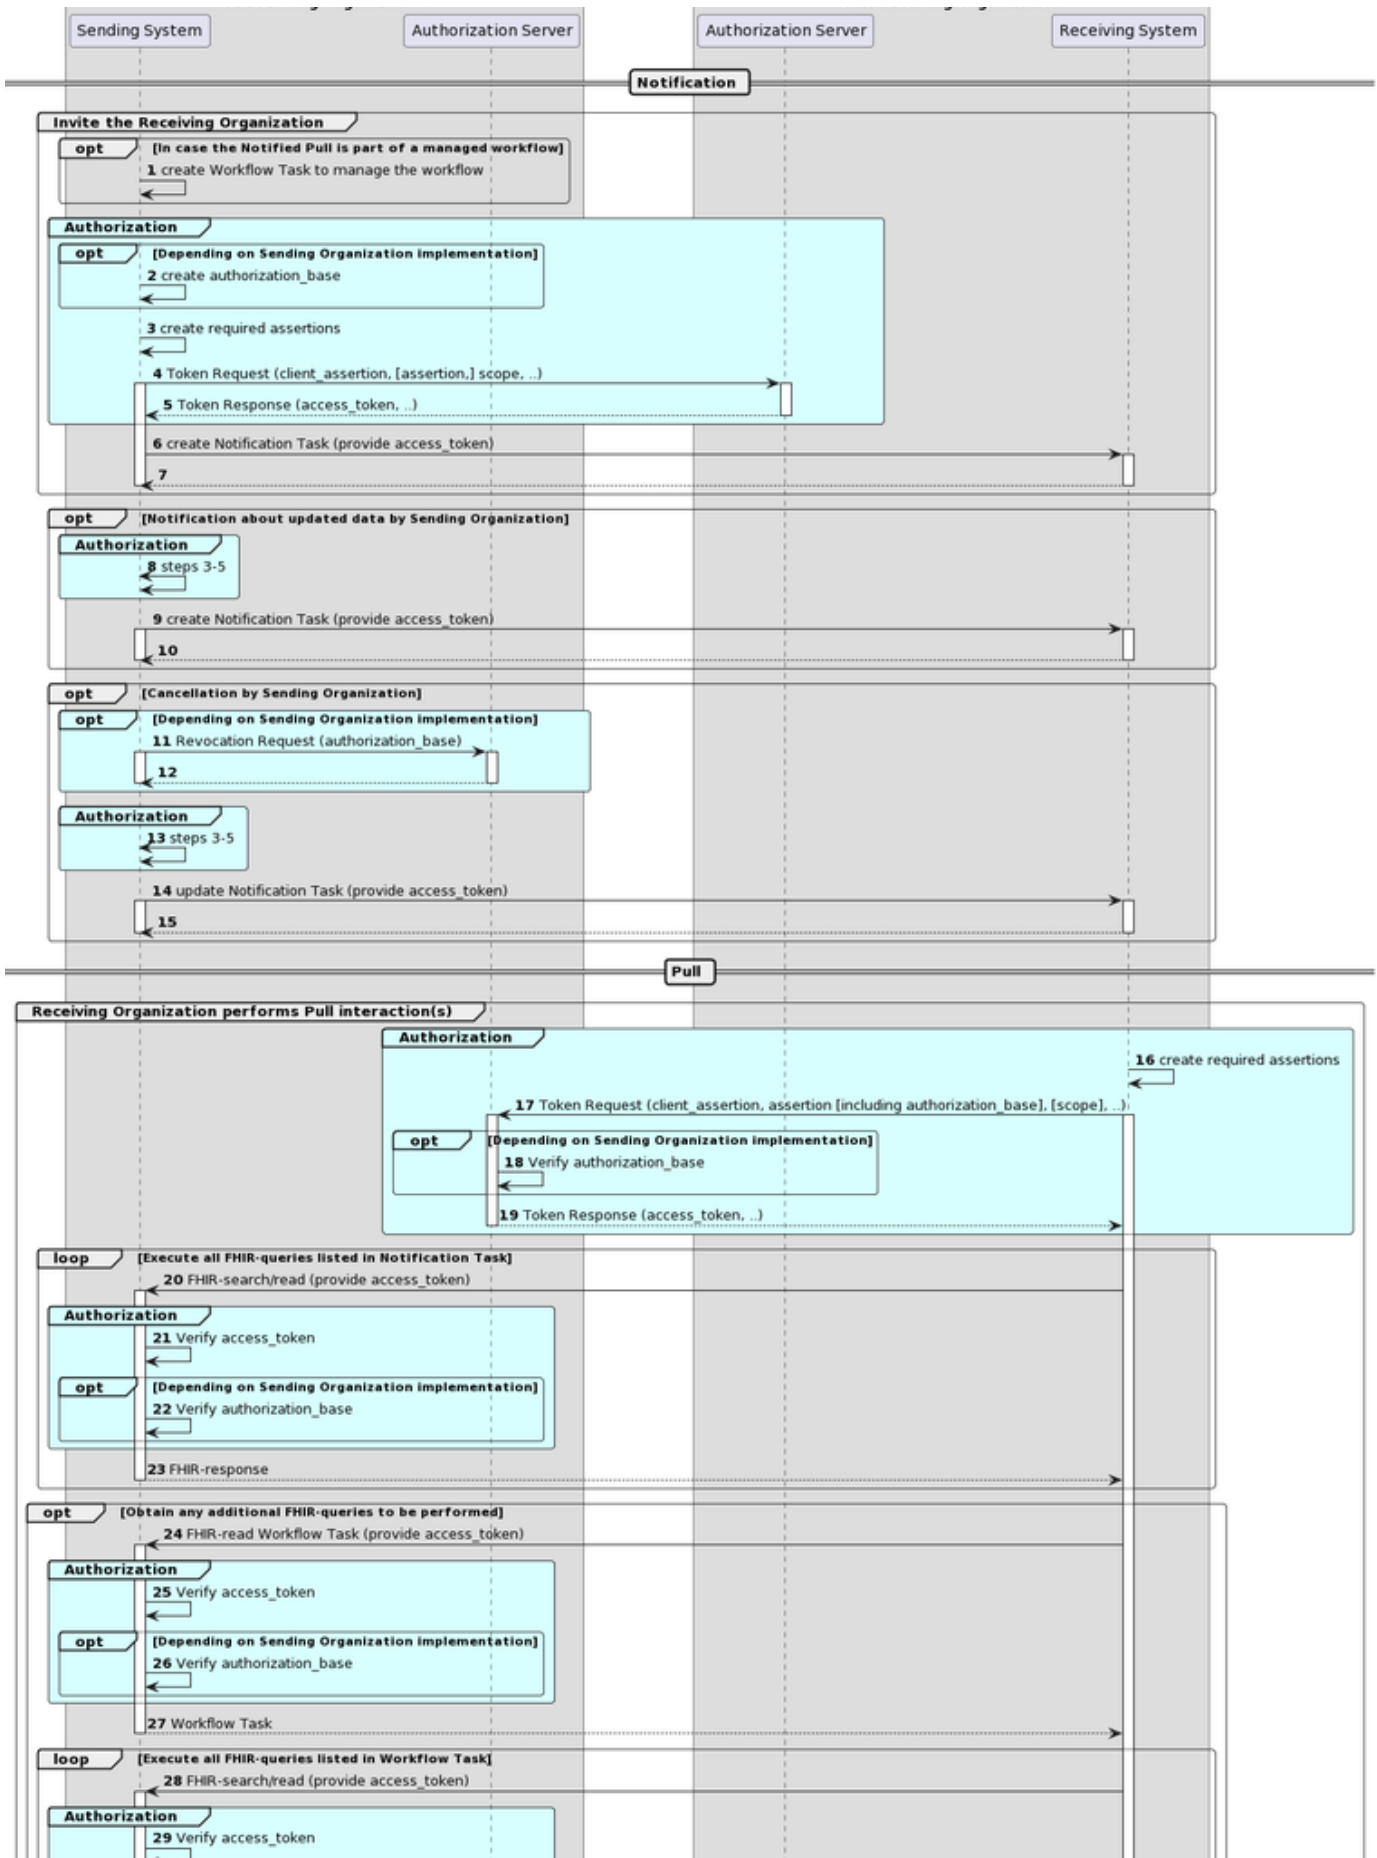 Sending System
Authorization Server
Authorization Server
Receiving System
Notification
Invite the Receiving Organization
opt [In case the Notified Pull is part of a managed workflow]
1 create Workflow Task to manage the workflow
Authorization
opt [Depending on Sending Organization implementation]
2 create authorization_base
3 create required assertions
4 Token Request (client_assertion, [assertion,] scope, ..)
5 Token Response (access_token, ..)
6 create Notification Task (provide access_token)
7
opt [Notification about updated data by Sending Organization]
Authorization
8 steps 3-5
9 create Notification Task (provide access_token)
10
opt [Cancellation by Sending Organization]
opt [Depending on Sending Organization implementation]
11 Revocation Request (authorization_base)
12
Authorization
13 steps 3-5
14 update Notification Task (provide access_token)
15
Pull
Receiving Organization performs Pull interaction(s)
Authorization
16 create required assertions
17 Token Request (client_assertion, assertion [including authorization_base], [scope], ..)
opt [Depending on Sending Organization implementation]
18 Verify authorization_base
19 Token Response (access_token, ..)
loop [Execute all FHIR-queries listed in Notification Task]
20 FHIR-search/read (provide access_token)
Authorization
21 Verify access_token
opt [Depending on Sending Organization implementation]
22 Verify authorization_base
23 FHIR-response
opt [Obtain any additional FHIR-queries to be performed]
24 FHIR-read Workflow Task (provide access_token)
Authorization
25 Verify access_token
opt [Depending on Sending Organization implementation]
26 Verify authorization_base
27 Workflow Task
loop [Execute all FHIR-queries listed in Workflow Task]
28 FHIR-search/read (provide access_token)
Authorization
29 Verify access_token